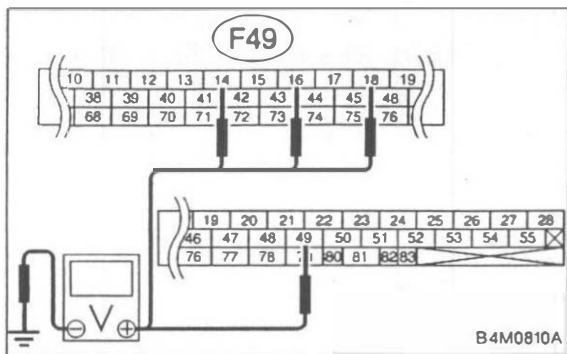 F49
10 11 12 13 14 15 16 17 18 19
38 39 40 41 42 43 44 45 48
68 69 70 71 72 73 74 75 76
19 20 21 22 23 24 25 26 27 28
46 47 48 49 50 51 52 53 54 55
76 77 78 80 81 82 83
V
B4M0810A